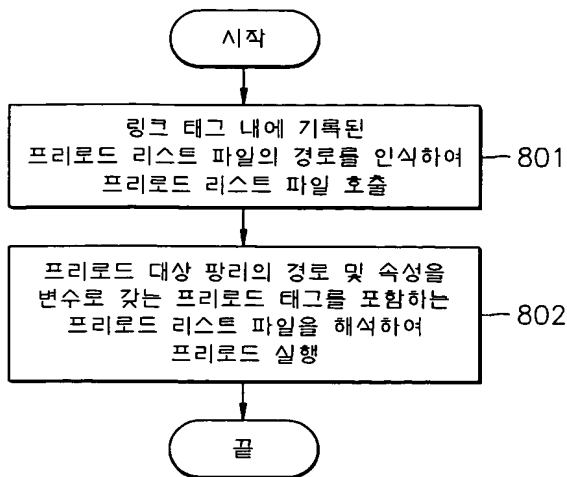 시작
링크 태그 내에 기록된
프리로드 리스트 파일의 경로를 인식하여
프리로드 리스트 파일 호출
801
프리로드 대상 팡리의 경로 및 속성을
변수로 갖는 프리로드 태그를 포함하는
프리로드 리스트 파일을 해석하여
프리로드 실행
802
끝